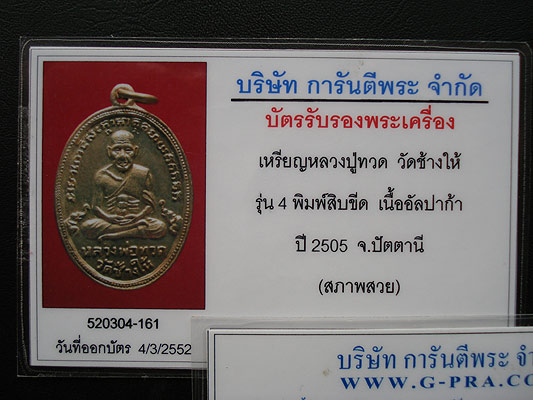 บริษัท การันตีพระ จำกัด
บัตรรับรองพระเครื่อง
เหรียญหลวงปู่ทวด วัดช้างให้
รุ่น 4 พิมพ์สิบขีด เนื้ออัลปาก้า
ปี 2505 จ.ปัตตานี
(สภาพสวย)
หลวงพ่อทวด
วัดช้างให้
520304-161
วันที่ออกบัตร 4/3/2552
บริษัท การันตีพระ จำ
WWW.G-PRA.CO